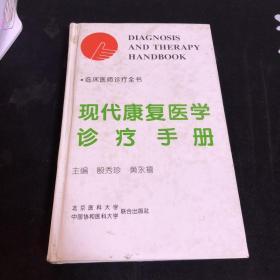 DIAGNOSIS
AND THERAPY
HANDBOOK
·临床医师诊疗全书
现代康复医学
诊疗手册
主编 殷秀珍 黄永禧
北京医科大学
中国协和医科大学 联合出版社